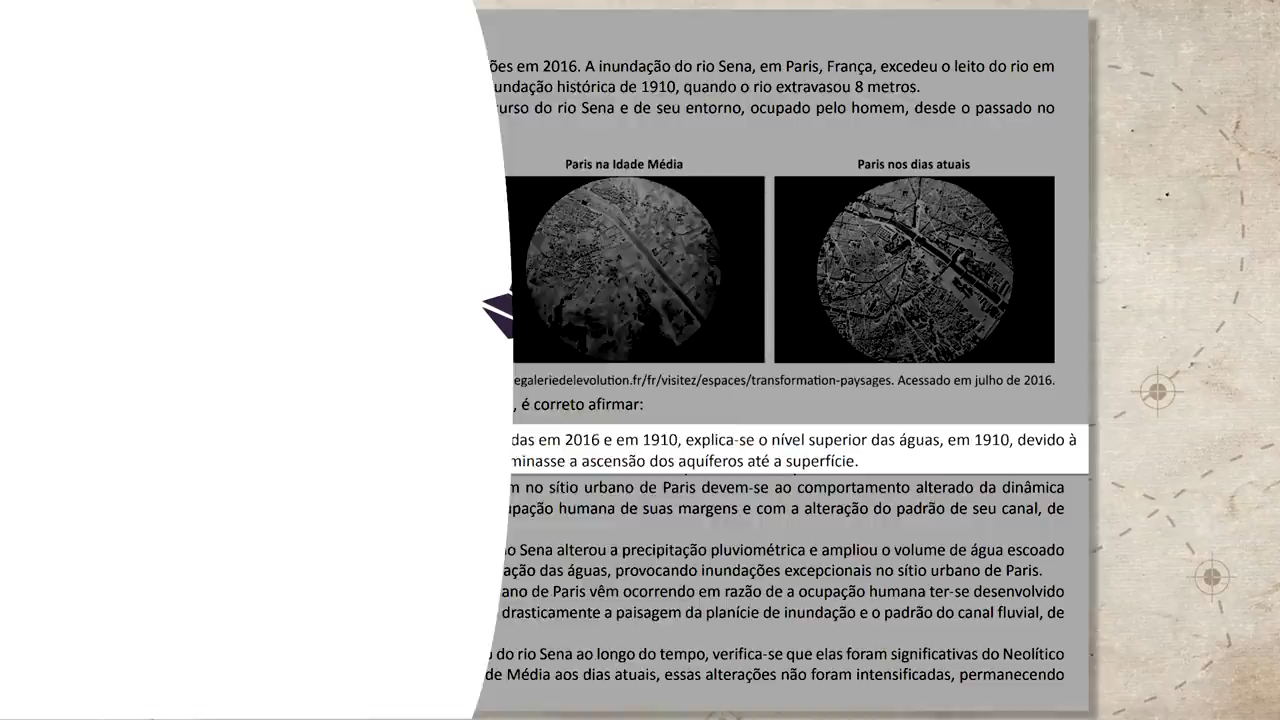 ões em 2016. A inundação do rio Sena, em Paris, França, excedeu o leito do rio em
undação histórica de 1910, quando o rio extravasou 8 metros.
curso do rio Sena e de seu entorno, ocupado pelo homem, desde o passado no
Paris na Idade Média
Paris nos dias atuais
egaleriedelevolution.fr/fr/visitez/espaces/transformation-paysages. Acessado em julho de 2016.
, é correto afirmar:
das em 2016 e em 1910, explica-se o nível superior das águas, em 1910, devido à
minasse a ascensão dos aquíferos até a superfície.
m no sítio urbano de Paris devem-se ao comportamento alterado da dinâmica
upação humana de suas margens e com a alteração do padrão de seu canal, de
o Sena alterou a precipitação pluviométrica e ampliou o volume de água escoado
ação das águas, provocando inundações excepcionais no sítio urbano de Paris.
ano de Paris vêm ocorrendo em razão de a ocupação humana ter-se desenvolvido
drasticamente a paisagem da planície de inundação e o padrão do canal fluvial, de
do rio Sena ao longo do tempo, verifica-se que elas foram significativas do Neolítico
de Média aos dias atuais, essas alterações não foram intensificadas, permanecendo